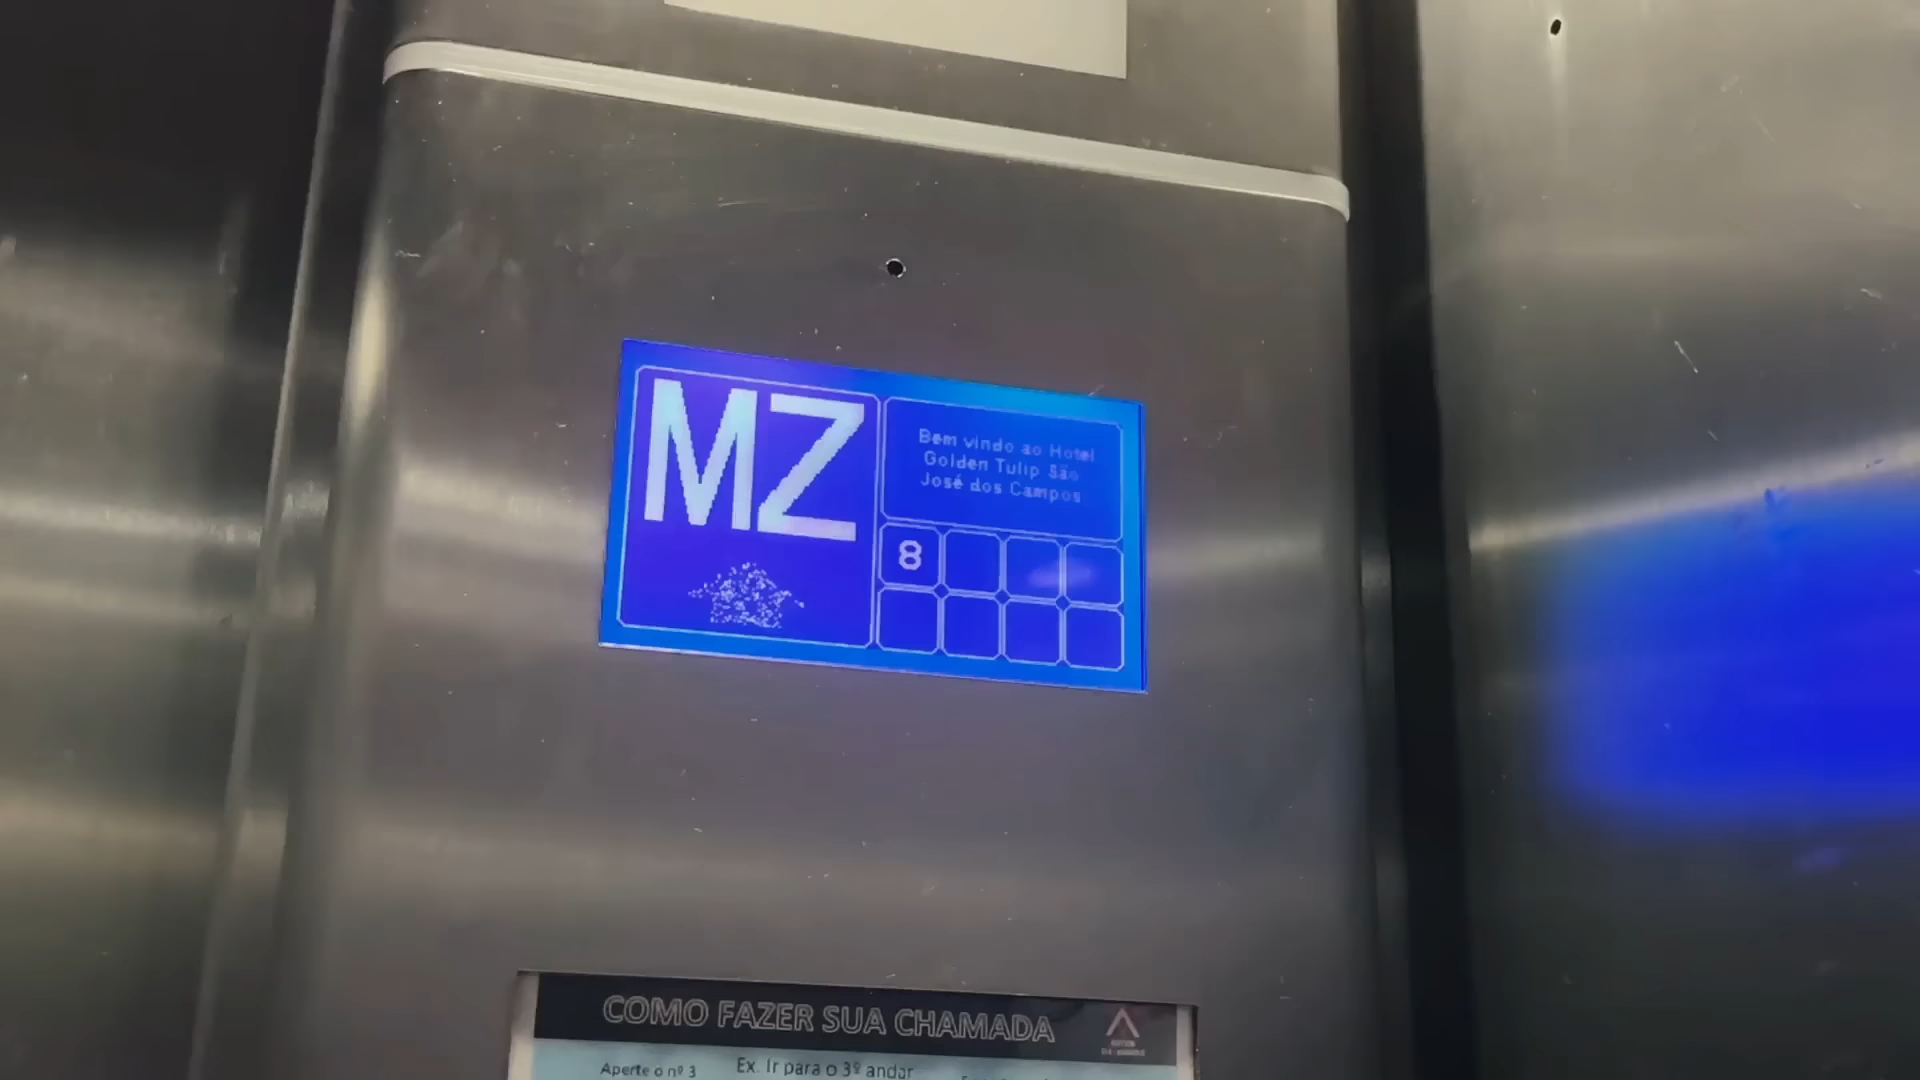 MZ
Bem vindo ao Hotel
Golden Tulip São
José dos Campos
8
COMO FAZER SUA CHAMADA
Aperte o nº 3
Ex. Ir para o 3º andar